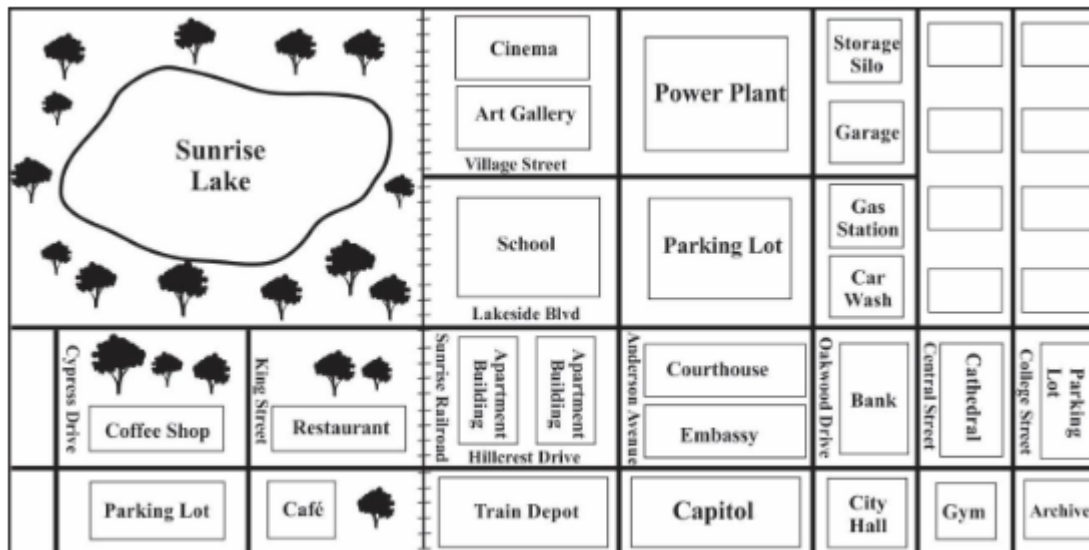 Cinema
Storage
Silo
Power Plant
Art Gallery
Garage
Sunrise
Lake
Village Street
Gas
Station
School
Parking Lot
Car
Wash
Lakeside Blvd
Cypress Drive
King Street
Sunrise Railroad
Apartment
Building
Apartment
Building
Anderson Avenue
Courthouse
Oakwood Drive
Bank
Central Street
Cathedral
College Street
Parking
Lot
Coffee Shop
Restaurant
Embassy
Hillcrest Drive
Parking Lot
Café
Train Depot
Capitol
City
Hall
Gym
Archive